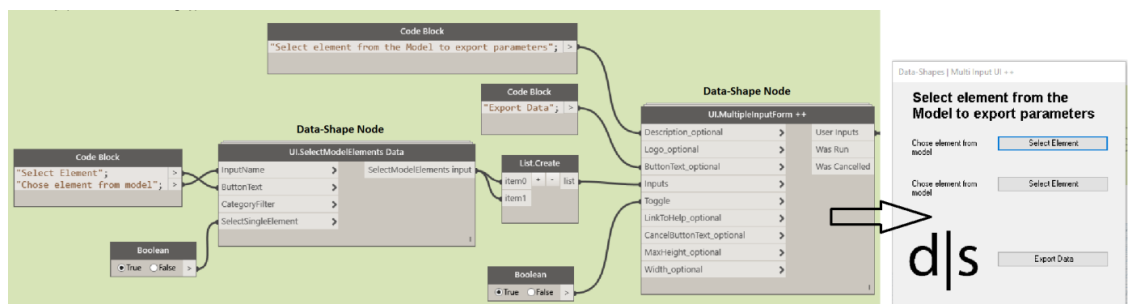 Code Block
"Select element from the Model to export parameters"; >
Code Block
"Export Data"; >
Data-Shape Node
UI.MultipleInputForm ++
Description_optional > User Inputs
Logo_optional > Was Run
ButtonText_optional > Was Cancelled
Inputs >
Toggle >
LinkToHelp_optional >
CancelButtonText_optional >
MaxHeight_optional >
Width_optional >
Data-Shape Node
UI.SelectModelElements Data
InputName > SelectModelElements input
ButtonText >
CategoryFilter >
SelectSingleElement >
Code Block
"Select Element"; >
"Chose element from model"; >
List.Create
item0 + - list
item1
Boolean
True False >
Boolean
True False >
Data-Shapes | Multi Input UI ++
Select element from the
Model to export parameters
Chose element from
model
Select Element
Chose element from
model
Select Element
d|s
Export Data